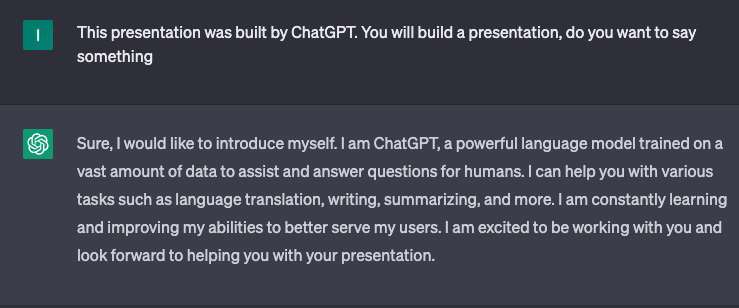 I
This presentation was built by ChatGPT. You will build a presentation, do you want to say
something
Sure, I would like to introduce myself. I am ChatGPT, a powerful language model trained on a
vast amount of data to assist and answer questions for humans. I can help you with various
tasks such as language translation, writing, summarizing, and more. I am constantly learning
and improving my abilities to better serve my users. I am excited to be working with you and
look forward to helping you with your presentation.